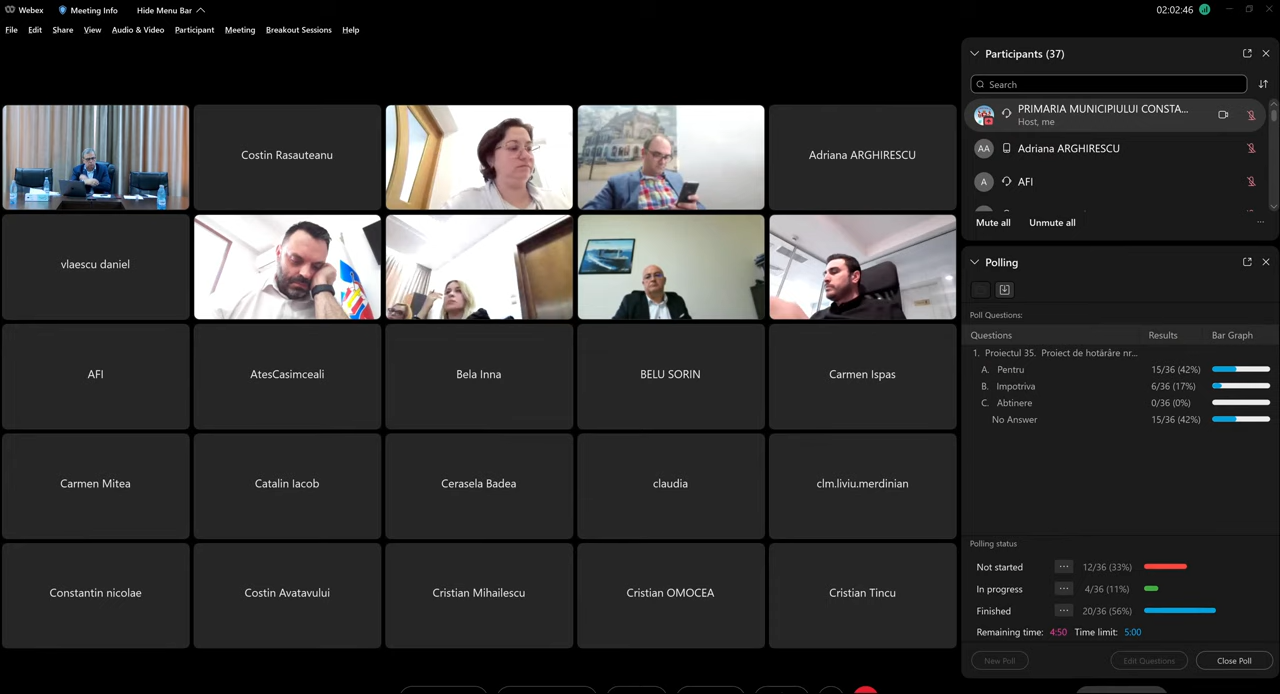 Webex
Meeting Info
Hide Menu Bar
02:02:46
File Edit Share View Audio & Video Participant Meeting Breakout Sessions Help
Costin Rasauteanu
Adriana ARGHIRESCU
vlaescu daniel
AFI
AtesCasimceali
Bela Inna
BELU SORIN
Carmen Ispas
Carmen Mitea
Catalin Iacob
Cerasela Badea
claudia
clm.liviu.merdinian
Constantin nicolae
Costin Avatavului
Cristian Mihailescu
Cristian OMOCEA
Cristian Tincu
Participants (37)
Search
PRIMARIA MUNICIPIULUI CONSTA...
Host, me
AA Adriana ARGHIRESCU
A AFI
Mute all Unmute all
Polling
Poll Questions:
Questions Results Bar Graph
1. Proiectul 35. Proiect de hotărâre nr...
A. Pentru 15/36 (42%)
B. Impotriva 6/36 (17%)
C. Abtinere 0/36 (0%)
No Answer 15/36 (42%)
Polling status
Not started 12/36 (33%)
In progress 4/36 (11%)
Finished 20/36 (56%)
Remaining time: 4:50 Time limit: 5:00
New Poll Edit Questions Close Poll